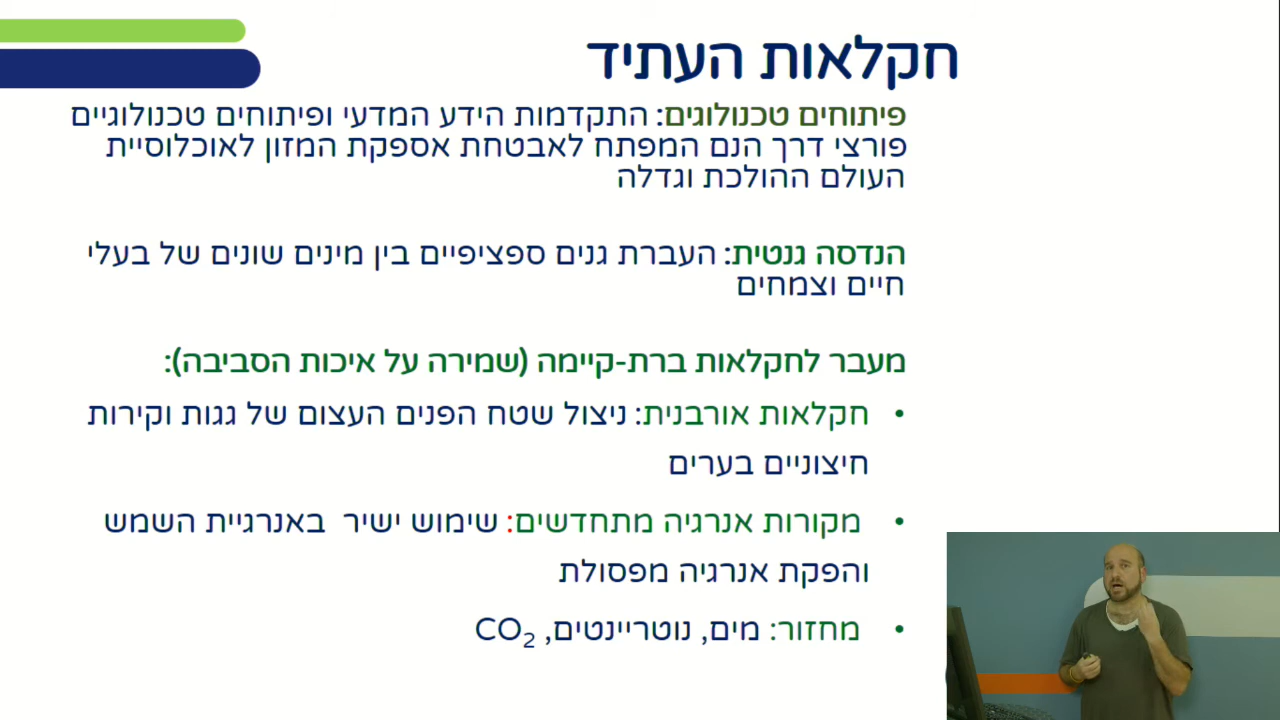 חקלאות העתיד
פיתוחים טכנולוגים: התקדמות הידע המדעי ופיתוחים טכנולוגיים
פורצי דרך הנם המפתח לאבטחת אספקת המזון לאוכלוסיית
העולם ההולכת וגדלה
הנדסה גנטית: העברת גנים ספציפיים בין מינים שונים של בעלי
חיים וצמחים
מעבר לחקלאות ברת-קיימה (שמירה על איכות הסביבה):
• חקלאות אורבנית: ניצול שטח הפנים העצום של גגות וקירות
חיצוניים בערים
• מקורות אנרגיה מתחדשים: שימוש ישיר באנרגיית השמש
והפקת אנרגיה מפסולת
• מחזור: מים, נוטריינטים, CO₂